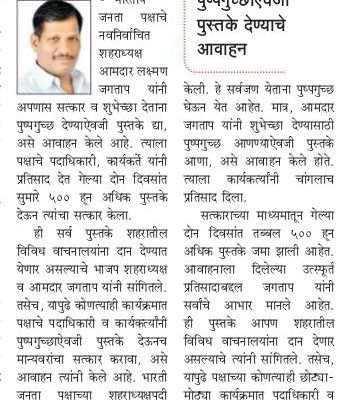 - भारतीय
जनता पक्षाचे
नवनिर्वाचित
शहराध्यक्ष
आमदार लक्ष्मण
जगताप यांनी
अपणास सत्कार व शुभेच्छा देताना
पुष्पगुच्छ देण्याऐवजी पुस्तके द्या,
असे आवाहन केले आहे. त्याला
पक्षाचे पदाधिकारी, कार्यकर्ते यांनी
प्रतिसाद देत गेल्या दोन दिवसांत
सुमारे ५०० हून अधिक पुस्तके
देऊन त्यांचा सत्कार केला.
ही सर्व पुस्तके शहरातील
विविध वाचनालयांना दान देण्यात
येणार असल्याचे भाजप शहराध्यक्ष
व आमदार जगताप यांनी सांगितले.
तसेच, यापुढे कोणत्याही कार्यक्रमात
पक्षाचे पदाधिकारी व कार्यकर्त्यांनी
पुष्पगुच्छाऐवजी पुस्तके देऊनच
मान्यवरांचा सत्कार करावा, असे
आवाहन त्यांनी केले आहे. भारती
जनता पक्षाच्या शहराध्यक्षपदी
पुष्पगुच्छाऐवजी
पुस्तके देण्याचे
आवाहन
केली. हे सर्वजण येताना पुष्पगुच्छ
घेऊन येत आहेत. मात्र, आमदार
जगताप यांनी शुभेच्छा देण्यासाठी
पुष्पगुच्छ आणण्याऐवजी पुस्तके
आणा, असे आवाहन केले होते.
त्याला कार्यकर्त्यांनी चांगलाच
प्रतिसाद दिला.
सत्काराच्या माध्यमातून गेल्या
दोन दिवसांत तब्बल ५०० हून
अधिक पुस्तके जमा झाली आहेत.
आवाहनाला दिलेल्या उत्स्फूर्त
प्रतिसादाबद्दल जगताप यांनी
सर्वांचे आभार मानले आहेत.
ही पुस्तके आपण शहरातील
विविध वाचनालयांना दान देणार
असल्याचे त्यांनी सांगितले. तसेच,
यापुढे पक्षाच्या कोणत्याही छोट्या-
मोठ्या कार्यक्रमात पदाधिकारी व